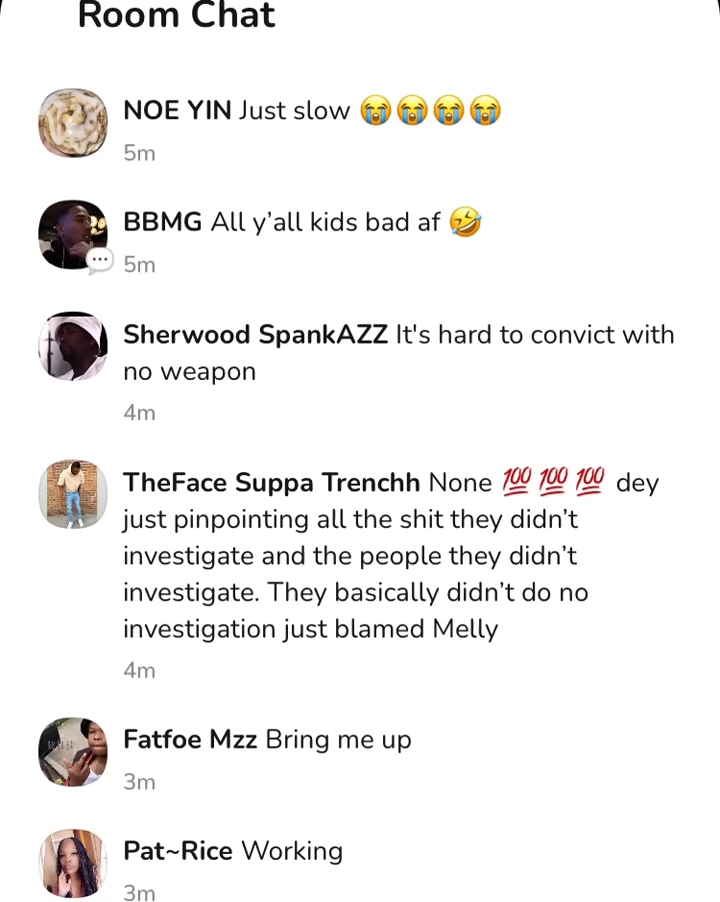 Room Chat
NOE YIN Just slow 😭😭😭😭
5m
BBMG All y'all kids bad af 🤣
5m
Sherwood SpankAZZ It's hard to convict with
no weapon
4m
TheFace Suppa Trenchh None 💯 💯 💯 dey
just pinpointing all the shit they didn't
investigate and the people they didn't
investigate. They basically didn't do no
investigation just blamed Melly
4m
Fatfoe Mzz Bring me up
3m
Pat~Rice Working
3m